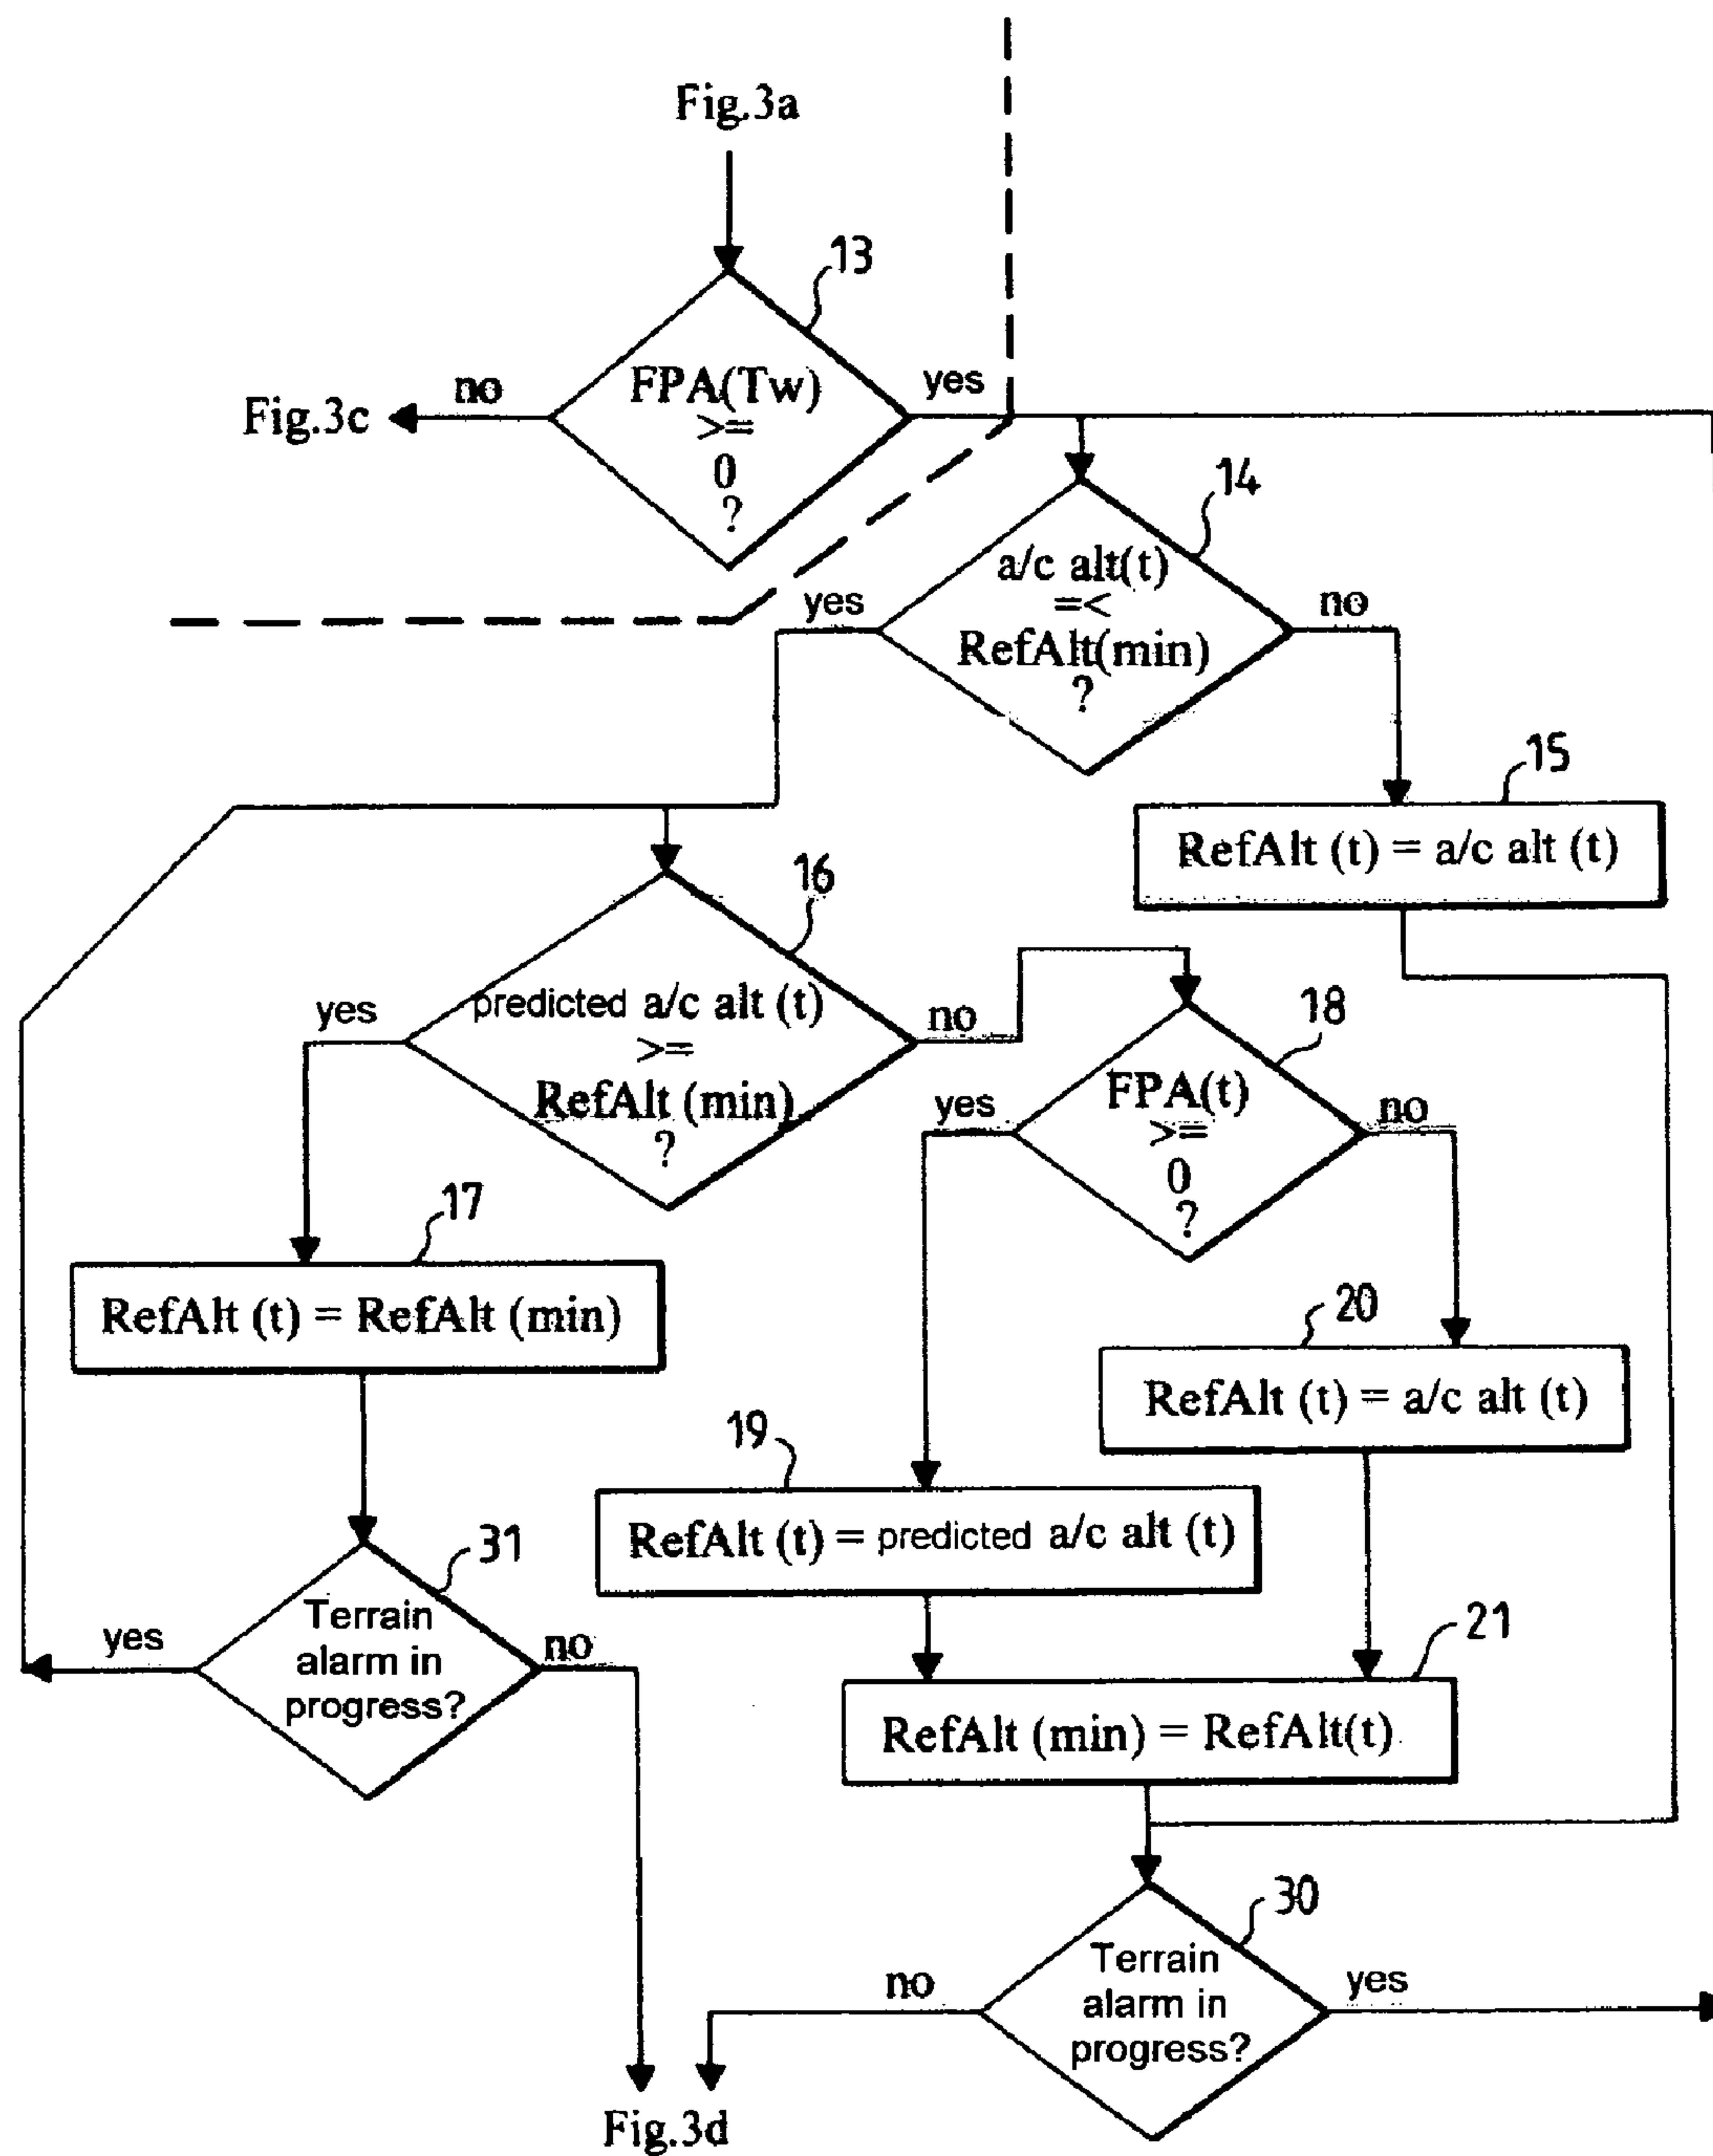 Fig.3a
13
FPA(Tw)
>=
0
?
no
yes
Fig.3c
14
a/c alt(t)
=<
RefAlt(min)
?
yes
no
15
RefAlt (t) = a/c alt (t)
16
predicted a/c alt (t)
>=
RefAlt (min)
?
yes
no
18
FPA(t)
>=
0
?
yes
no
17
RefAlt (t) = RefAlt (min)
20
RefAlt (t) = a/c alt (t)
19
RefAlt (t) = predicted a/c alt (t)
31
Terrain
alarm in
progress?
yes
no
21
RefAlt (min) = RefAlt(t)
30
Terrain
alarm in
progress?
no
yes
Fig.3d